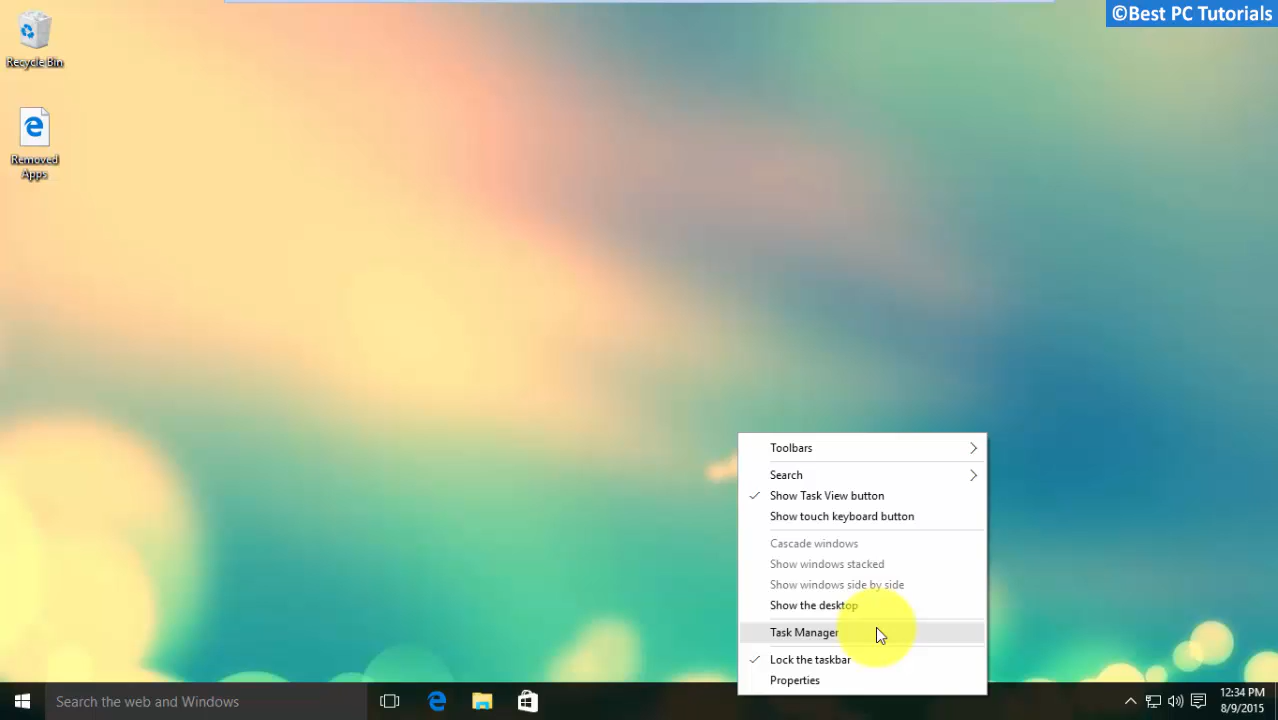 ©Best PC Tutorials
Recycle Bin
Removed
Apps
Toolbars
Search
Show Task View button
Show touch keyboard button
Cascade windows
Show windows stacked
Show windows side by side
Show the desktop
Task Manager
Lock the taskbar
Properties
Search the web and Windows
12:34 PM
8/9/2015